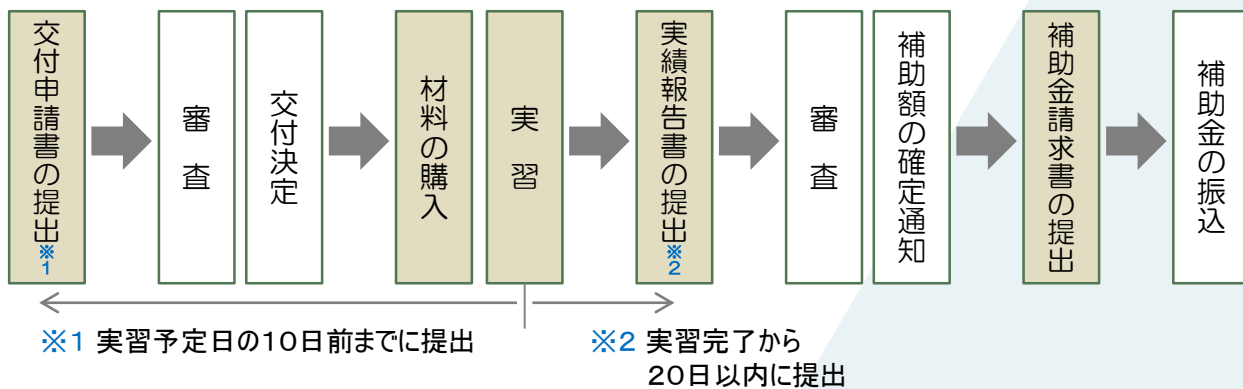 交付申請書の提出※1
審査
交付決定
材料の購入
実習
実績報告書の提出※2
審査
補助額の確定通知
補助金請求書の提出
補助金の振込
※1 実習予定日の10日前までに提出
※2 実習完了から
20日以内に提出